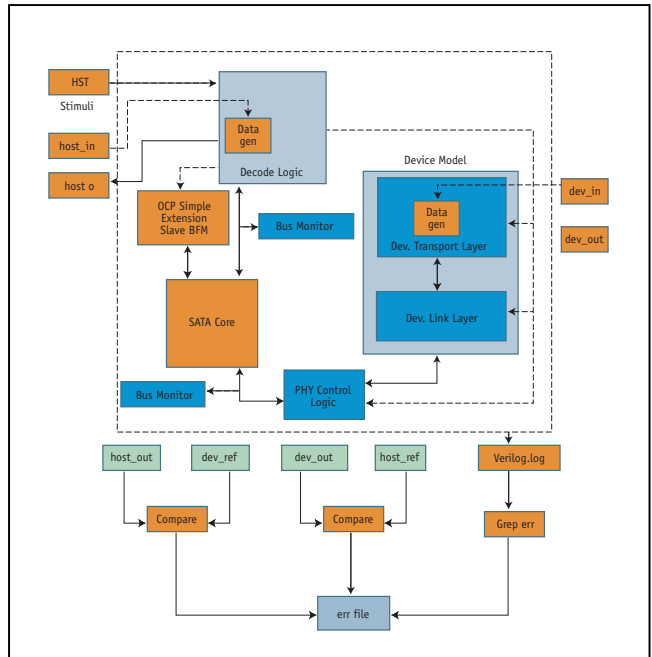 HST
Stimuli
host_in
host o
Data
gen
Decode Logic
OCP Simple
Extension
Slave BFM
Bus Monitor
SATA Core
Bus Monitor
PHY Control
Logic
Device Model
Data
gen
Dev. Transport Layer
Dev. Link Layer
dev_in
dev_out
host_out
dev_ref
dev_out
host_ref
Verilog.log
Compare
Compare
Grep err
err file